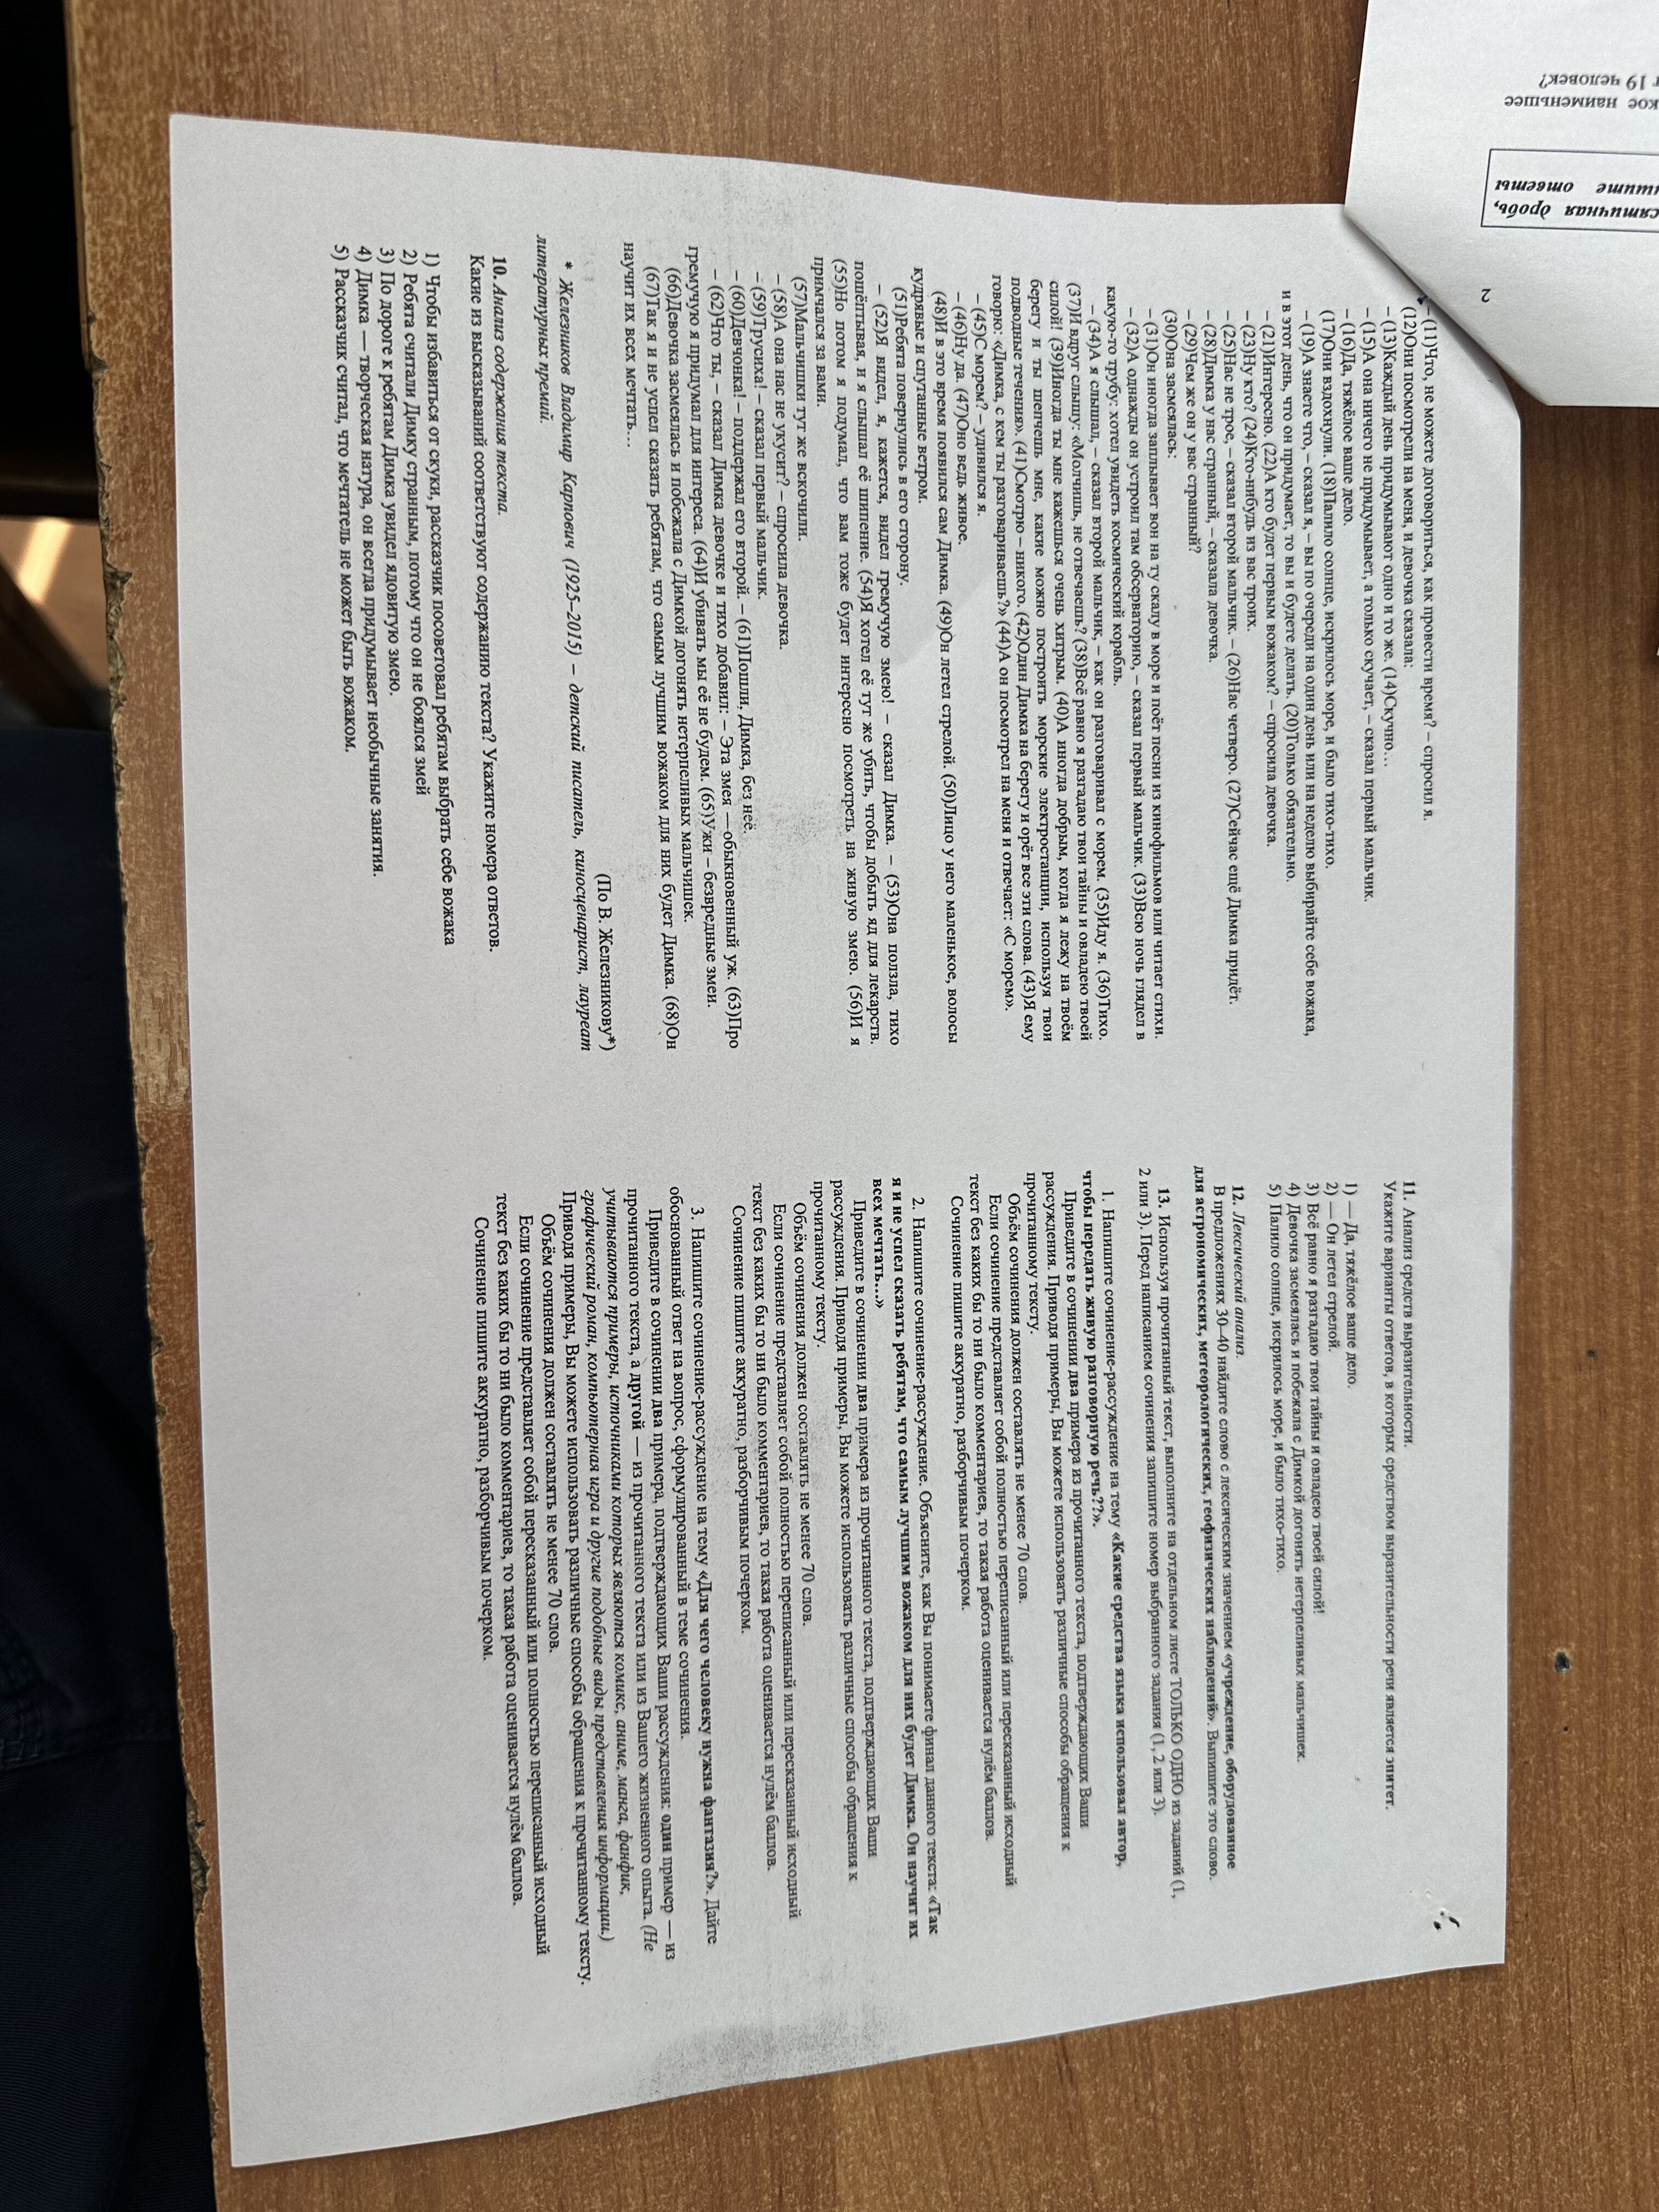 2
– (11)Что, не можете договориться, как провести время? – спросил я.
(12)Они посмотрели на меня, и девочка сказала:
– (13)Каждый день придумывают одно и то же. (14)Скучно…
– (15)А она ничего не придумывает, а только скучает, – сказал первый мальчик.
– (16)Да, тяжёлое ваше дело.
(17)Они вздохнули. (18)Палило солнце, искрилось море, и было тихо-тихо.
– (19)А знаете что, – сказал я, – вы по очереди на один день или на неделю выбирайте себе вожака,
и в этот день, что он придумает, то вы и будете делать. (20)Только обязательно.
– (21)Интересно. (22)А кто будет первым вожаком? – спросила девочка.
– (23)Ну кто? (24)Кто-нибудь из вас троих.
– (25)Нас не трое, – сказал второй мальчик. – (26)Нас четверо. (27)Сейчас ещё Димка придёт.
– (28)Димка у нас странный, – сказала девочка.
– (29)Чем же он у вас странный?
(30)Она засмеялась:
– (31)Он иногда заплывает вон на ту скалу в море и поёт песни из кинофильмов или читает стихи.
– (32)А однажды он устроил там обсерваторию, – сказал первый мальчик. (33)Всю ночь глядел в
какую-то трубу: хотел увидеть космический корабль.
– (34)А я слышал, – сказал второй мальчик, – как он разговаривал с морем. (35)Иду я. (36)Тихо.
(37)И вдруг слышу: «Молчишь, не отвечаешь? (38)Всё равно я разгадаю твои тайны и овладею твоей
силой! (39)Иногда ты мне кажешься очень хитрым. (40)А иногда добрым, когда я лежу на твоём
берегу и ты шепчешь мне, какие можно построить морские электростанции, используя твои
подводные течения». (41)Смотрю – никого. (42)Один Димка на берегу и орёт все эти слова. (43)Я ему
говорю: «Димка, с кем ты разговариваешь?» (44)А он посмотрел на меня и отвечает: «С морем».
– (45)С морем? – удивился я.
– (46)Ну да. (47)Оно ведь живое.
(48)И в это время появился сам Димка. (49)Он летел стрелой. (50)Лицо у него маленькое, волосы
кудрявые и спутанные ветром.
(51)Ребята повернулись в его сторону.
– (52)Я видел, я, кажется, видел гремучую змею! – сказал Димка. – (53)Она ползла, тихо
пошёптывая, и я слышал её шипение. (54)Я хотел её тут же убить, чтобы добыть яд для лекарств.
(55)Но потом я подумал, что вам тоже будет интересно посмотреть на живую змею. (56)И я
примчался за вами.
(57)Мальчишки тут же вскочили.
– (58)А она нас не укусит? – спросила девочка.
– (59)Трусиха! – сказал первый мальчик.
– (60)Девчонка! – поддержал его второй. – (61)Пошли, Димка, без неё.
– (62)Что ты, – сказал Димка девочке и тихо добавил: – Эта змея — обыкновенный уж. (63)Про
гремучую я придумал для интереса. (64)И убивать мы её не будем. (65)Ужи – безвредные змеи.
(66)Девочка засмеялась и побежала с Димкой догонять нетерпеливых мальчишек.
(67)Так я и не успел сказать ребятам, что самым лучшим вожаком для них будет Димка. (68)Он
научит их всех мечтать…
(По В. Железникову*)
* Железников Владимир Карпович (1925–2015) – детский писатель, киносценарист, лауреат
литературных премий.
10. Анализ содержания текста.
Какие из высказываний соответствуют содержанию текста? Укажите номера ответов.
1) Чтобы избавиться от скуки, рассказчик посоветовал ребятам выбрать себе вожака
2) Ребята считали Димку странным, потому что он не боялся змей
3) По дороге к ребятам Димка увидел ядовитую змею.
4) Димка — творческая натура, он всегда придумывает необычные занятия.
5) Рассказчик считал, что мечтатель не может быть вожаком.
11. Анализ средств выразительности.
Укажите варианты ответов, в которых средством выразительности речи является эпитет.
1) — Да, тяжёлое ваше дело.
2) — Он летел стрелой.
3) Всё равно я разгадаю твои тайны и овладею твоей силой!
4) Девочка засмеялась и побежала с Димкой догонять нетерпеливых мальчишек.
5) Палило солнце, искрилось море, и было тихо-тихо.
12. Лексический анализ.
В предложениях 30–40 найдите слово с лексическим значением «учреждение, оборудованное
для астрономических, метеорологических, геофизических наблюдений». Выпишите это слово.
13. Используя прочитанный текст, выполните на отдельном листе ТОЛЬКО ОДНО из заданий (1,
2 или 3). Перед написанием сочинения запишите номер выбранного задания (1, 2 или 3).
1. Напишите сочинение-рассуждение на тему «Какие средства языка использовал автор,
чтобы передать живую разговорную речь??».
Приведите в сочинении два примера из прочитанного текста, подтверждающих Ваши
рассуждения. Приводя примеры, Вы можете использовать различные способы обращения к
прочитанному тексту.
Объём сочинения должен составлять не менее 70 слов.
Если сочинение представляет собой полностью переписанный или пересказанный исходный
текст без каких бы то ни было комментариев, то такая работа оценивается нулём баллов.
Сочинение пишите аккуратно, разборчивым почерком.
2. Напишите сочинение-рассуждение. Объясните, как Вы понимаете финал данного текста: «Так
я и не успел сказать ребятам, что самым лучшим вожаком для них будет Димка. Он научит их
всех мечтать…»
Приведите в сочинении два примера из прочитанного текста, подтверждающих Ваши
рассуждения. Приводя примеры, Вы можете использовать различные способы обращения к
прочитанному тексту.
Объём сочинения должен составлять не менее 70 слов.
Если сочинение представляет собой полностью переписанный или пересказанный исходный
текст без каких бы то ни было комментариев, то такая работа оценивается нулём баллов.
Сочинение пишите аккуратно, разборчивым почерком.
3. Напишите сочинение-рассуждение на тему «Для чего человеку нужна фантазия?». Дайте
обоснованный ответ на вопрос, сформулированный в теме сочинения.
Приведите в сочинении два примера, подтверждающих Ваши рассуждения: один пример — из
прочитанного текста, а другой — из прочитанного текста или из Вашего жизненного опыта. (Не
учитываются примеры, источниками которых являются комикс, аниме, манга, фанфик,
графический роман, компьютерная игра и другие подобные виды представления информации.)
Приводя примеры, Вы можете использовать различные способы обращения к прочитанному тексту.
Объём сочинения должен составлять не менее 70 слов.
Если сочинение представляет собой пересказанный или полностью переписанный исходный
текст без каких бы то ни было комментариев, то такая работа оценивается нулём баллов.
Сочинение пишите аккуратно, разборчивым почерком.
дробь,
ответы
наименьшее
19 человек?